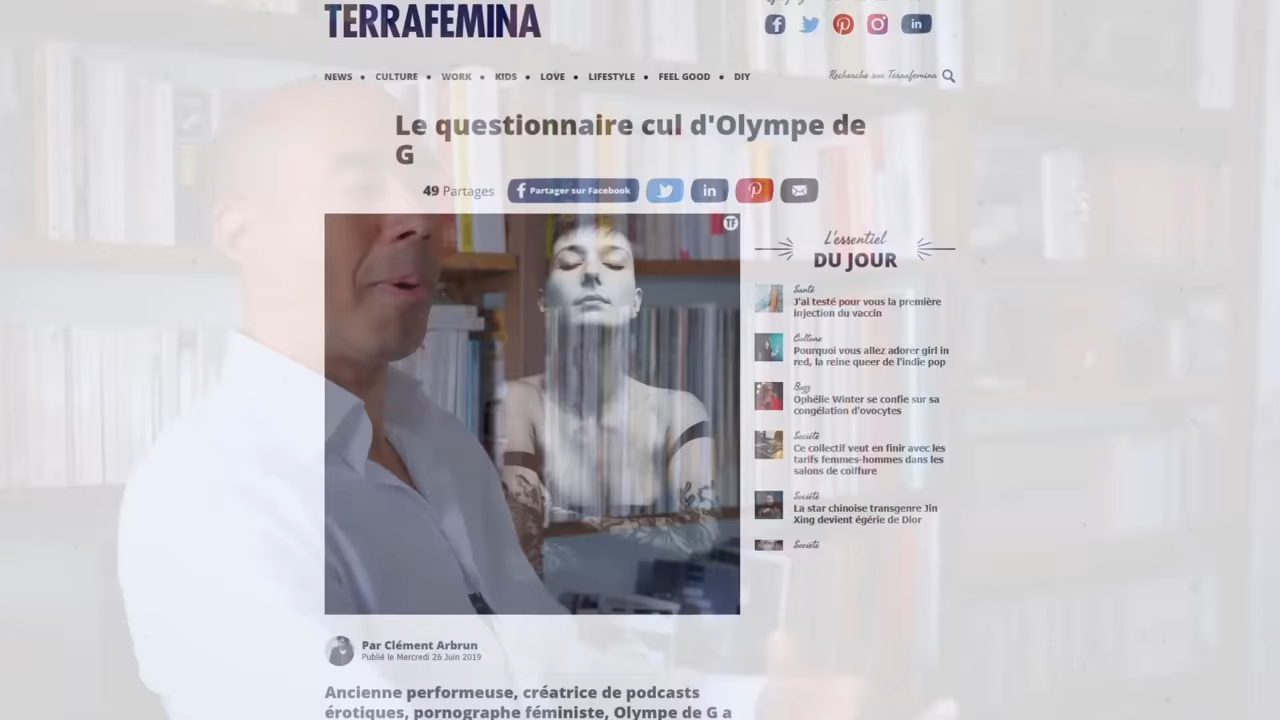 TERRAFEMINA
NEWS • CULTURE • WORK • KIDS • LOVE • LIFESTYLE • FEEL GOOD • DIY
Recherche sur Terrafemina
Le questionnaire cul d'Olympe de
G
49 Partages
Partager sur Facebook
TF
L'essentiel
DU JOUR
Santé
J'ai testé pour vous la première
injection du vaccin
Culture
Pourquoi vous allez adorer girl in
red, la reine queer de l'indie pop
Buzz
Ophélie Winter se confie sur sa
congélation d'ovocytes
Société
Ce collectif veut en finir avec les
tarifs femmes-hommes dans les
salons de coiffure
Société
La star chinoise transgenre Jin
Xing devient égérie de Dior
Société
Par Clément Arbrun
Publié le Mercredi 26 Juin 2019
Ancienne performeuse, créatrice de podcasts
érotiques, pornographe féministe, Olympe de G a